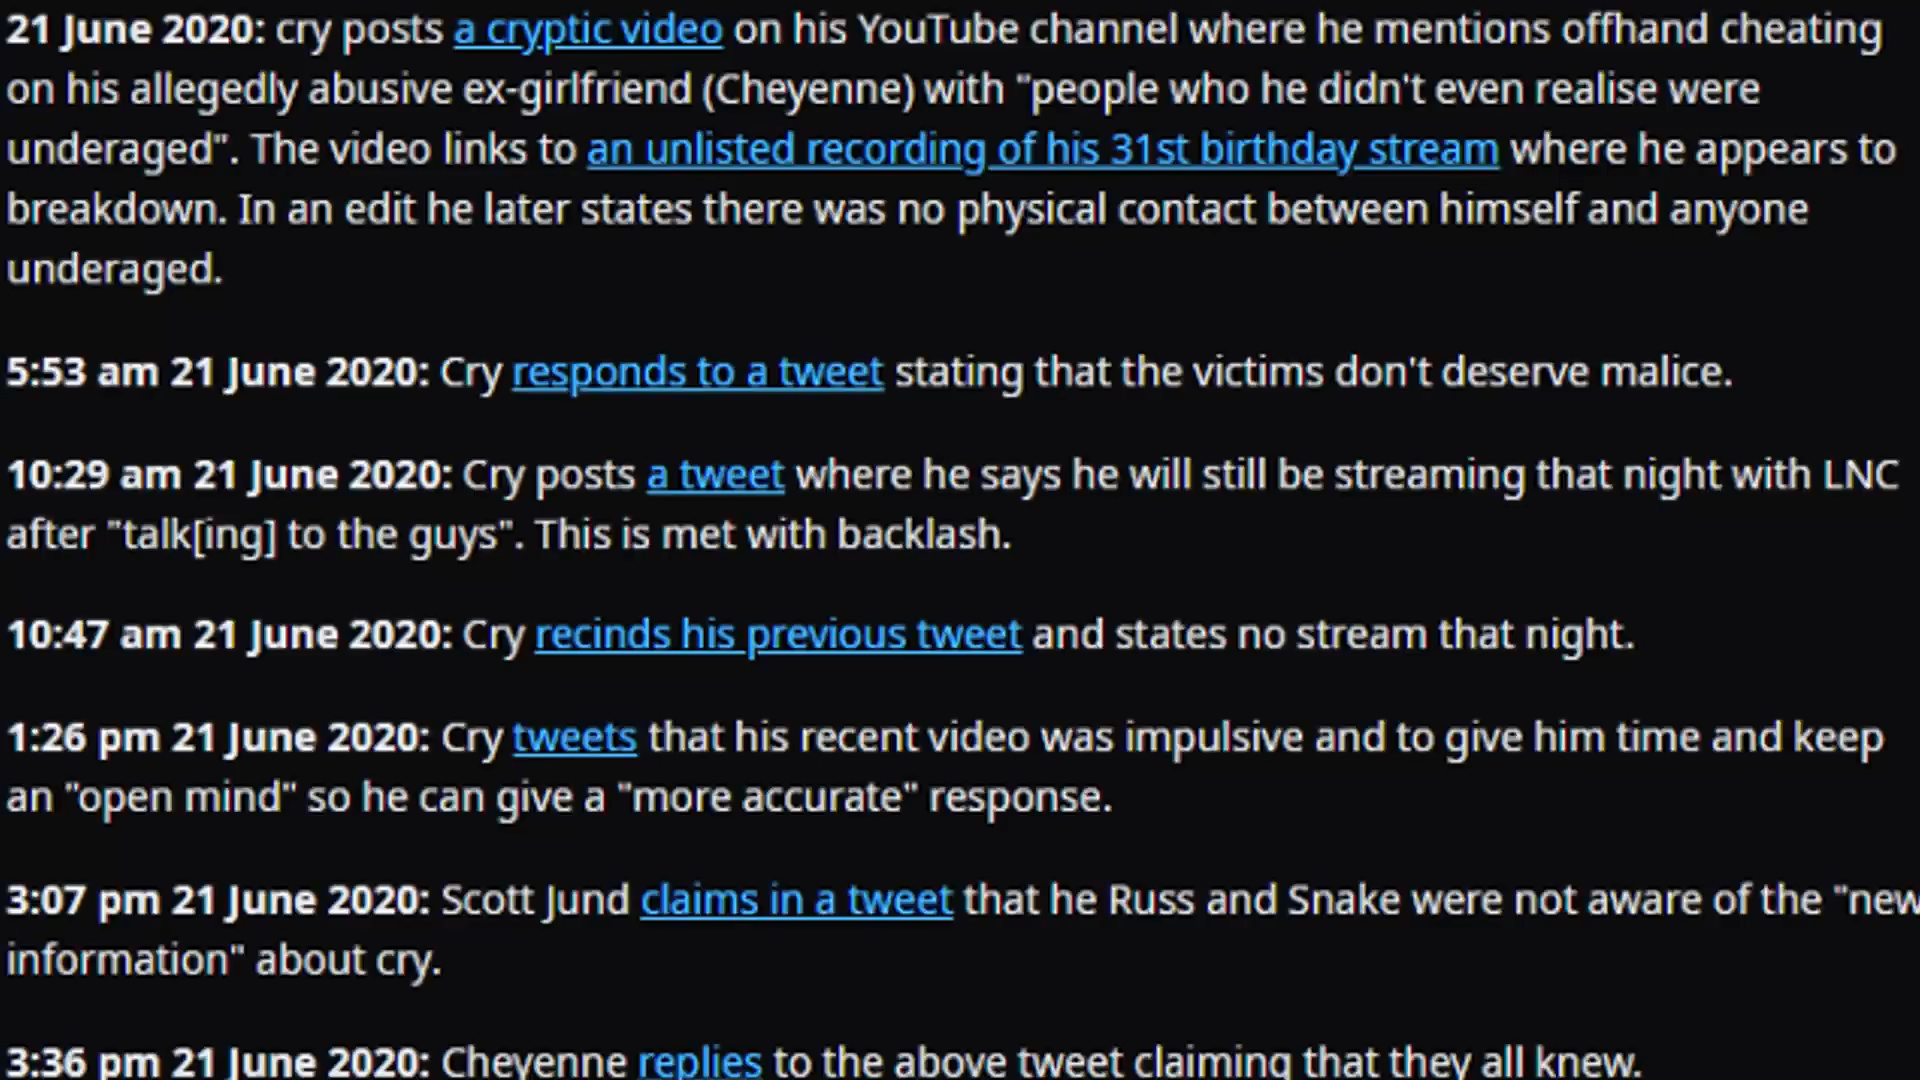 21 June 2020: cry posts a cryptic video on his YouTube channel where he mentions offhand cheating
on his allegedly abusive ex-girlfriend (Cheyenne) with "people who he didn't even realise were
underaged". The video links to an unlisted recording of his 31st birthday stream where he appears to
breakdown. In an edit he later states there was no physical contact between himself and anyone
underaged.
5:53 am 21 June 2020: Cry responds to a tweet stating that the victims don't deserve malice.
10:29 am 21 June 2020: Cry posts a tweet where he says he will still be streaming that night with LNC
after "talk[ing] to the guys". This is met with backlash.
10:47 am 21 June 2020: Cry recinds his previous tweet and states no stream that night.
1:26 pm 21 June 2020: Cry tweets that his recent video was impulsive and to give him time and keep
an "open mind" so he can give a "more accurate" response.
3:07 pm 21 June 2020: Scott Jund claims in a tweet that he Russ and Snake were not aware of the "new
information" about cry.
3:36 pm 21 June 2020: Cheyenne replies to the above tweet claiming that they all knew.